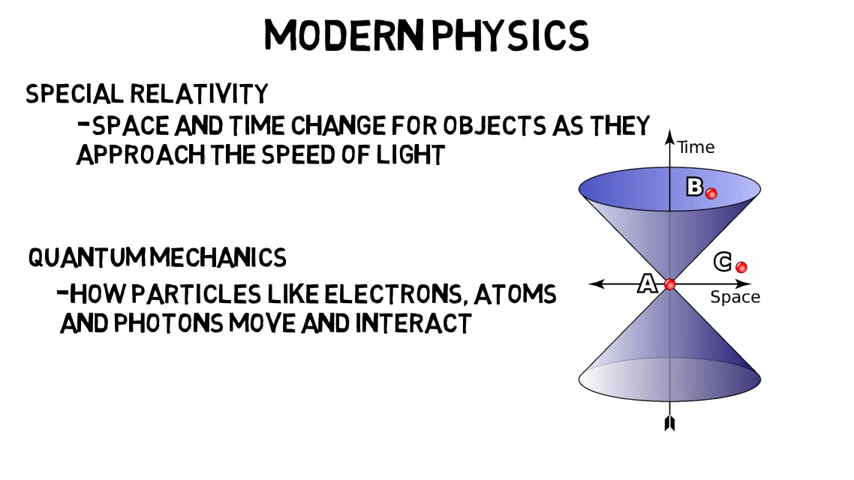 MODERN PHYSICS
SPECIAL RELATIVITY
-SPACE AND TIME CHANGE FOR OBJECTS AS THEY
APPROACH THE SPEED OF LIGHT
Time
B
QUANTUM MECHANICS
C
-HOW PARTICLES LIKE ELECTRONS, ATOMS
AND PHOTONS MOVE AND INTERACT
A
Space